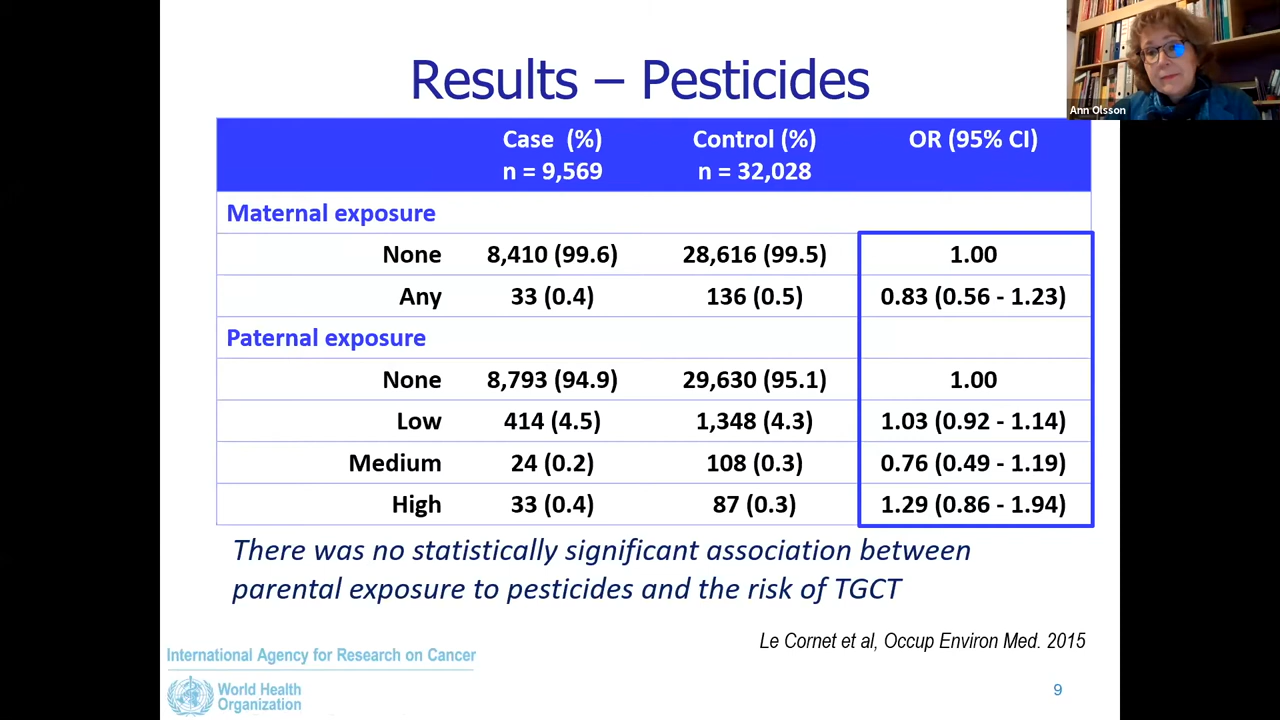 Results – Pesticides
Ann Olsson
Case (%) Control (%) OR (95% CI)
n = 9,569 n = 32,028
Maternal exposure
None 8,410 (99.6) 28,616 (99.5) 1.00
Any 33 (0.4) 136 (0.5) 0.83 (0.56 - 1.23)
Paternal exposure
None 8,793 (94.9) 29,630 (95.1) 1.00
Low 414 (4.5) 1,348 (4.3) 1.03 (0.92 - 1.14)
Medium 24 (0.2) 108 (0.3) 0.76 (0.49 - 1.19)
High 33 (0.4) 87 (0.3) 1.29 (0.86 - 1.94)
There was no statistically significant association between
parental exposure to pesticides and the risk of TGCT
Le Cornet et al, Occup Environ Med. 2015
International Agency for Research on Cancer
World Health
Organization
9